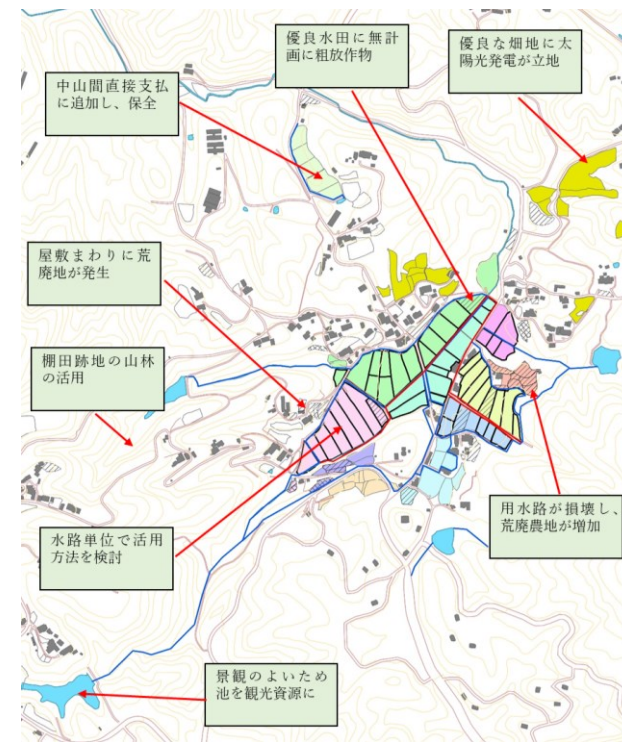 優良水田に無計
画に粗放作物
優良な畑地に太
陽光発電が立地
中山間直接支払
に追加し、保全
屋敷まわりに荒
廃地が発生
棚田跡地の山林
の活用
用水路が損壊し、
荒廃農地が増加
水路単位で活用
方法を検討
景観のよいため
池を観光資源に